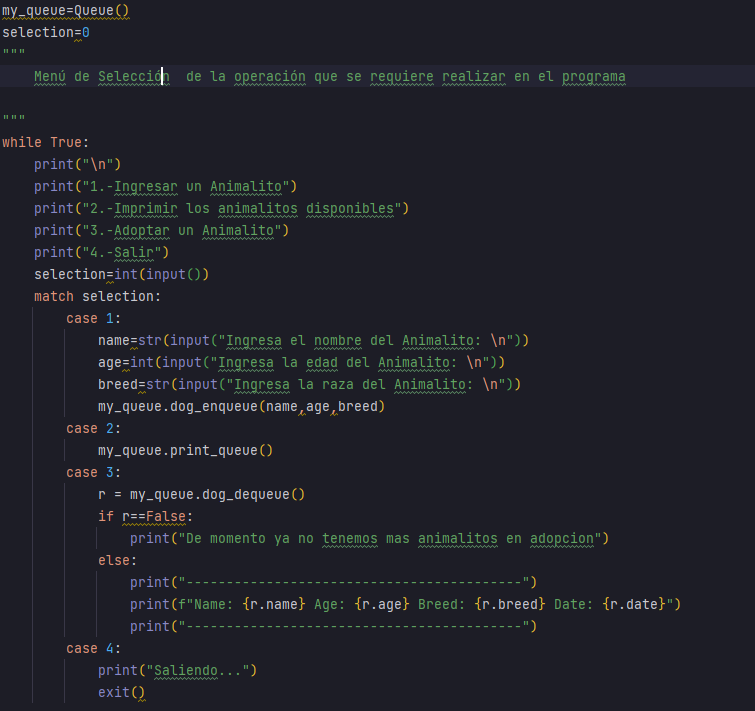 my_queue=Queue()
selection=0
"""
    Menú de Selección  de la operación que se requiere realizar en el programa

"""
while True:
    print("\n")
    print("1.-Ingresar un Animalito")
    print("2.-Imprimir los animalitos disponibles")
    print("3.-Adoptar un Animalito")
    print("4.-Salir")
    selection=int(input())
    match selection:
        case 1:
            name=str(input("Ingresa el nombre del Animalito: \n"))
            age=int(input("Ingresa la edad del Animalito: \n"))
            breed=str(input("Ingresa la raza del Animalito: \n"))
            my_queue.dog_enqueue(name,age,breed)
        case 2:
            my_queue.print_queue()
        case 3:
            r = my_queue.dog_dequeue()
            if r==False:
                print("De momento ya no tenemos mas animalitos en adopcion")
            else:
                print("------------------------------------------")
                print(f"Name: {r.name} Age: {r.age} Breed: {r.breed} Date: {r.date}")
                print("------------------------------------------")
        case 4:
            print("Saliendo...")
            exit()